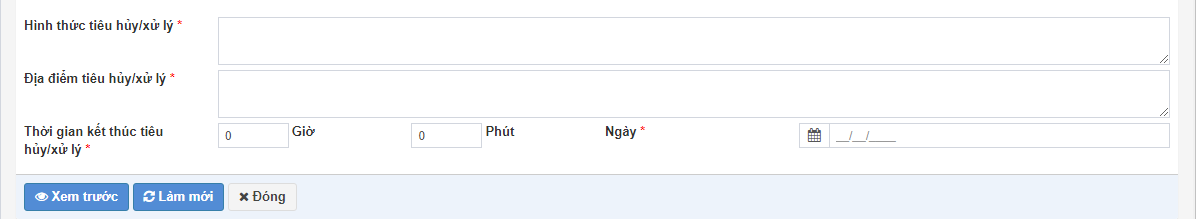 Hình thức tiêu hủy/xử lý *
Địa điểm tiêu hủy/xử lý *
Thời gian kết thúc tiêu hủy/xử lý * 0 Giờ 0 Phút Ngày * __/__/____
Xem trước Làm mới Đóng